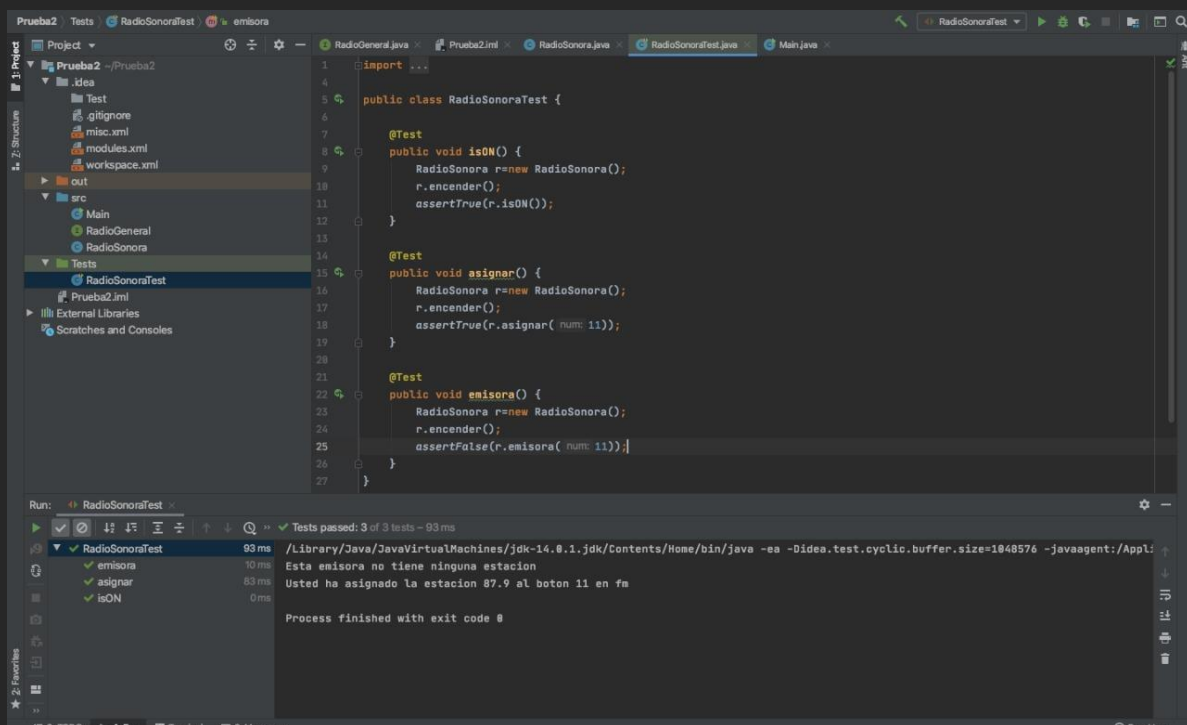 Prueba2 Tests RadioSonoraTest emisora
RadioSonoraTest
Project
RadioGeneral.java
Prueba2.iml
RadioSonora.java
RadioSonoraTest.java
Main.java
1: Project
Z: Structure
2: Favorites
Prueba2 ~/Prueba2
.idea
Test
.gitignore
misc.xml
modules.xml
workspace.xml
out
src
Main
RadioGeneral
RadioSonora
Tests
RadioSonoraTest
Prueba2.iml
External Libraries
Scratches and Consoles
1 import ...
4
5 public class RadioSonoraTest {
6
7 @Test
8 public void isON() {
9 RadioSonora r=new RadioSonora();
10 r.encender();
11 assertTrue(r.isON());
12 }
13
14 @Test
15 public void asignar() {
16 RadioSonora r=new RadioSonora();
17 r.encender();
18 assertTrue(r.asignar( num: 11));
19 }
20
21 @Test
22 public void emisora() {
23 RadioSonora r=new RadioSonora();
24 r.encender();
25 assertFalse(r.emisora( num: 11));
26 }
27 }
Run: RadioSonoraTest
Tests passed: 3 of 3 tests – 93 ms
RadioSonoraTest 93 ms
emisora 10 ms
asignar 83 ms
isON 0 ms
/Library/Java/JavaVirtualMachines/jdk-14.0.1.jdk/Contents/Home/bin/java -ea -Didea.test.cyclic.buffer.size=1048576 -javaagent:/Appli
Esta emisora no tiene ninguna estacion
Usted ha asignado la estacion 87.9 al boton 11 en fm
Process finished with exit code 0